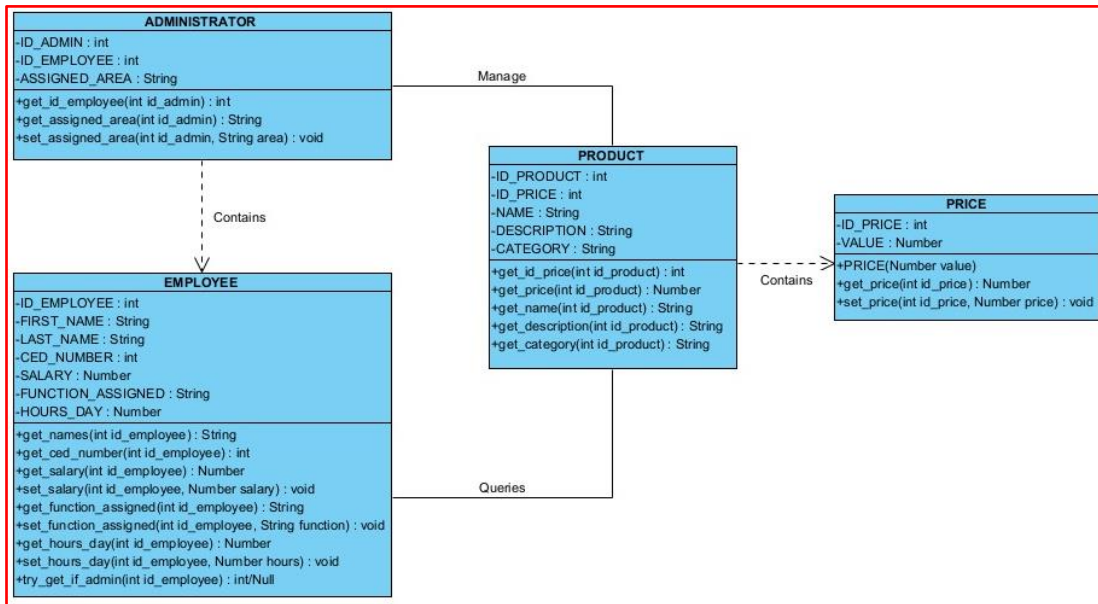 ADMINISTRATOR
-ID_ADMIN : int
-ID_EMPLOYEE : int
-ASSIGNED_AREA : String
+get_id_employee(int id_admin) : int
+get_assigned_area(int id_admin) : String
+set_assigned_area(int id_admin, String area) : void
Manage
Contains
PRODUCT
-ID_PRODUCT : int
-ID_PRICE : int
-NAME : String
-DESCRIPTION : String
-CATEGORY : String
+get_id_price(int id_product) : int
+get_price(int id_product) : Number
+get_name(int id_product) : String
+get_description(int id_product) : String
+get_category(int id_product) : String
Contains
PRICE
-ID_PRICE : int
-VALUE : Number
+PRICE(Number value)
+get_price(int id_price) : Number
+set_price(int id_price, Number price) : void
EMPLOYEE
-ID_EMPLOYEE : int
-FIRST_NAME : String
-LAST_NAME : String
-CED_NUMBER : int
-SALARY : Number
-FUNCTION_ASSIGNED : String
-HOURS_DAY : Number
+get_names(int id_employee) : String
+get_ced_number(int id_employee) : int
+get_salary(int id_employee) : Number
+set_salary(int id_employee, Number salary) : void
+get_function_assigned(int id_employee) : String
+set_function_assigned(int id_employee, String function) : void
+get_hours_day(int id_employee) : Number
+set_hours_day(int id_employee, Number hours) : void
+try_get_if_admin(int id_employee) : int/Null
Queries